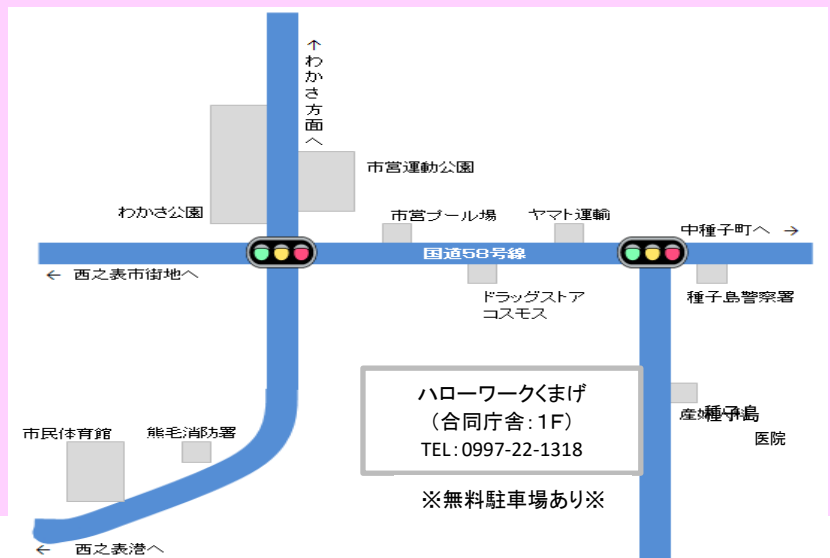 ↑わかさ方面へ
市営運動公園
わかさ公園
市営プール場
ヤマト運輸
中種子町へ →
国道58号線
← 西之表市街地へ
ドラッグストア
コスモス
種子島警察署
ハローワークくまげ
（合同庁舎：１Ｆ）
TEL：0997-22-1318
種子島
医院
市民体育館
熊毛消防署
※無料駐車場あり※
← 西之表港へ